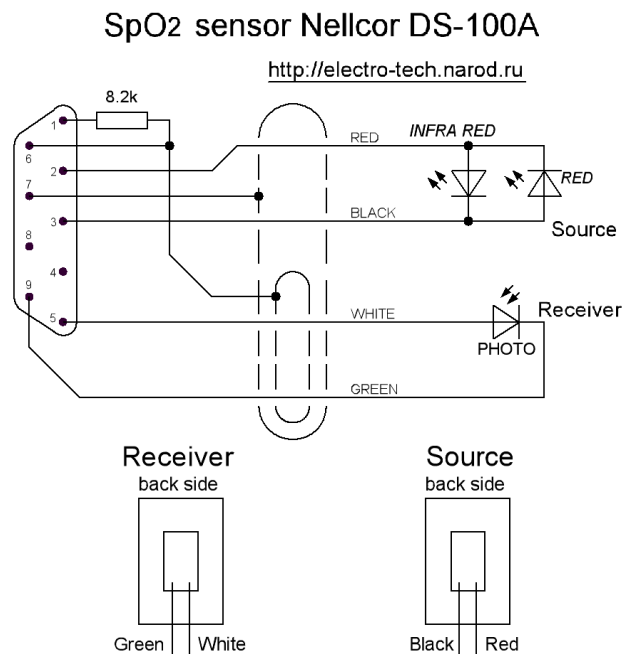 SpO2 sensor Nellcor DS-100A
http://electro-tech.narod.ru
8.2k
1
6
2
7
3
8
4
9
5
RED
INFRA RED
RED
BLACK
Source
WHITE
Receiver
PHOTO
GREEN
Receiver
back side
Green
White
Source
back side
Black
Red